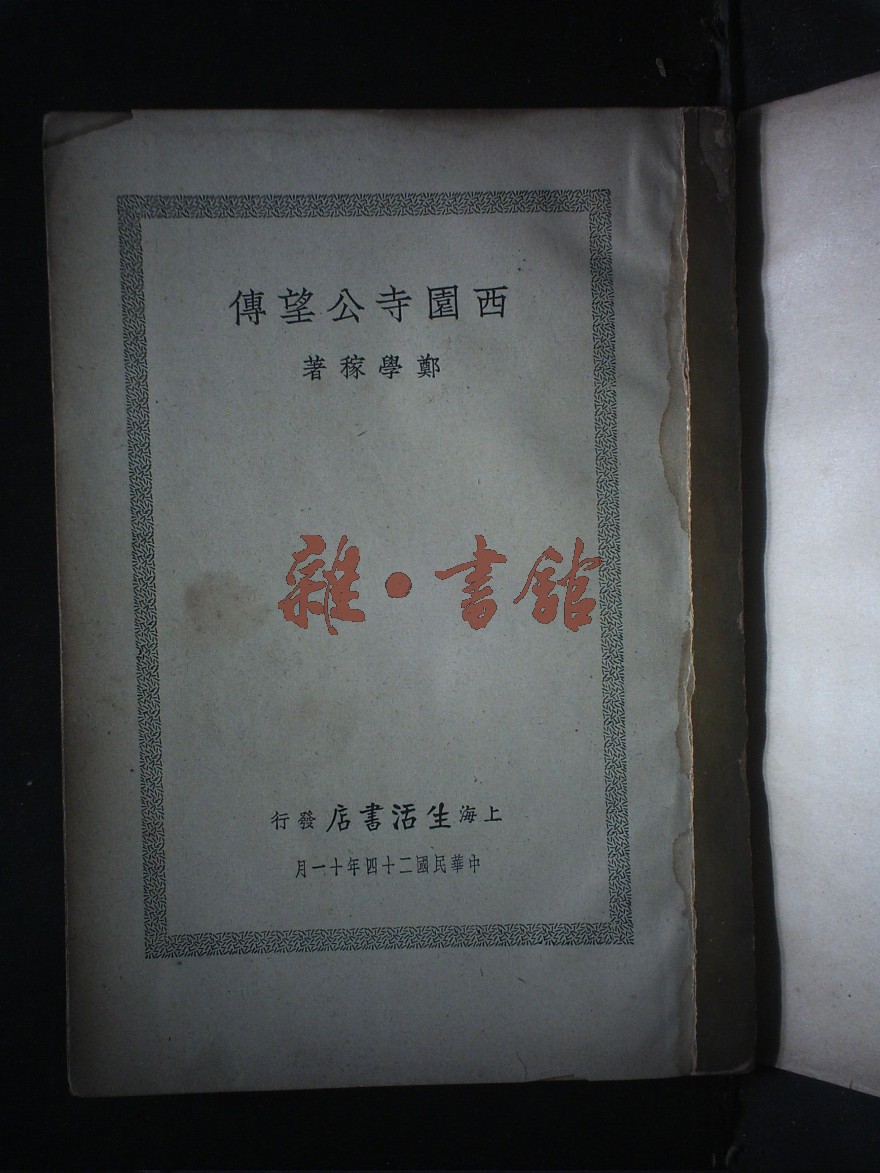 西園寺公望傳
鄭學稼著
雜·書館
上海生活書店發行
中華民國二十四年十一月